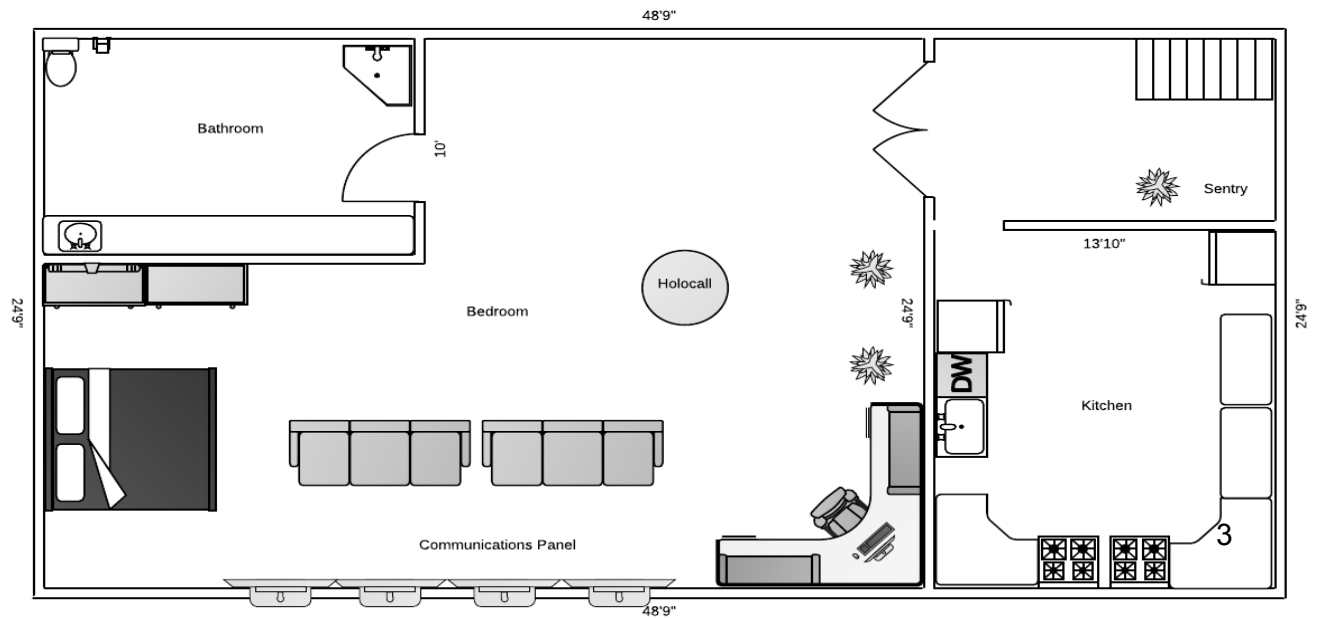 48'9"
Bathroom
10'
Sentry
13'10"
Holocall
Bedroom
24'9"
24'9"
24'9"
DW
Kitchen
3
Communications Panel
48'9"